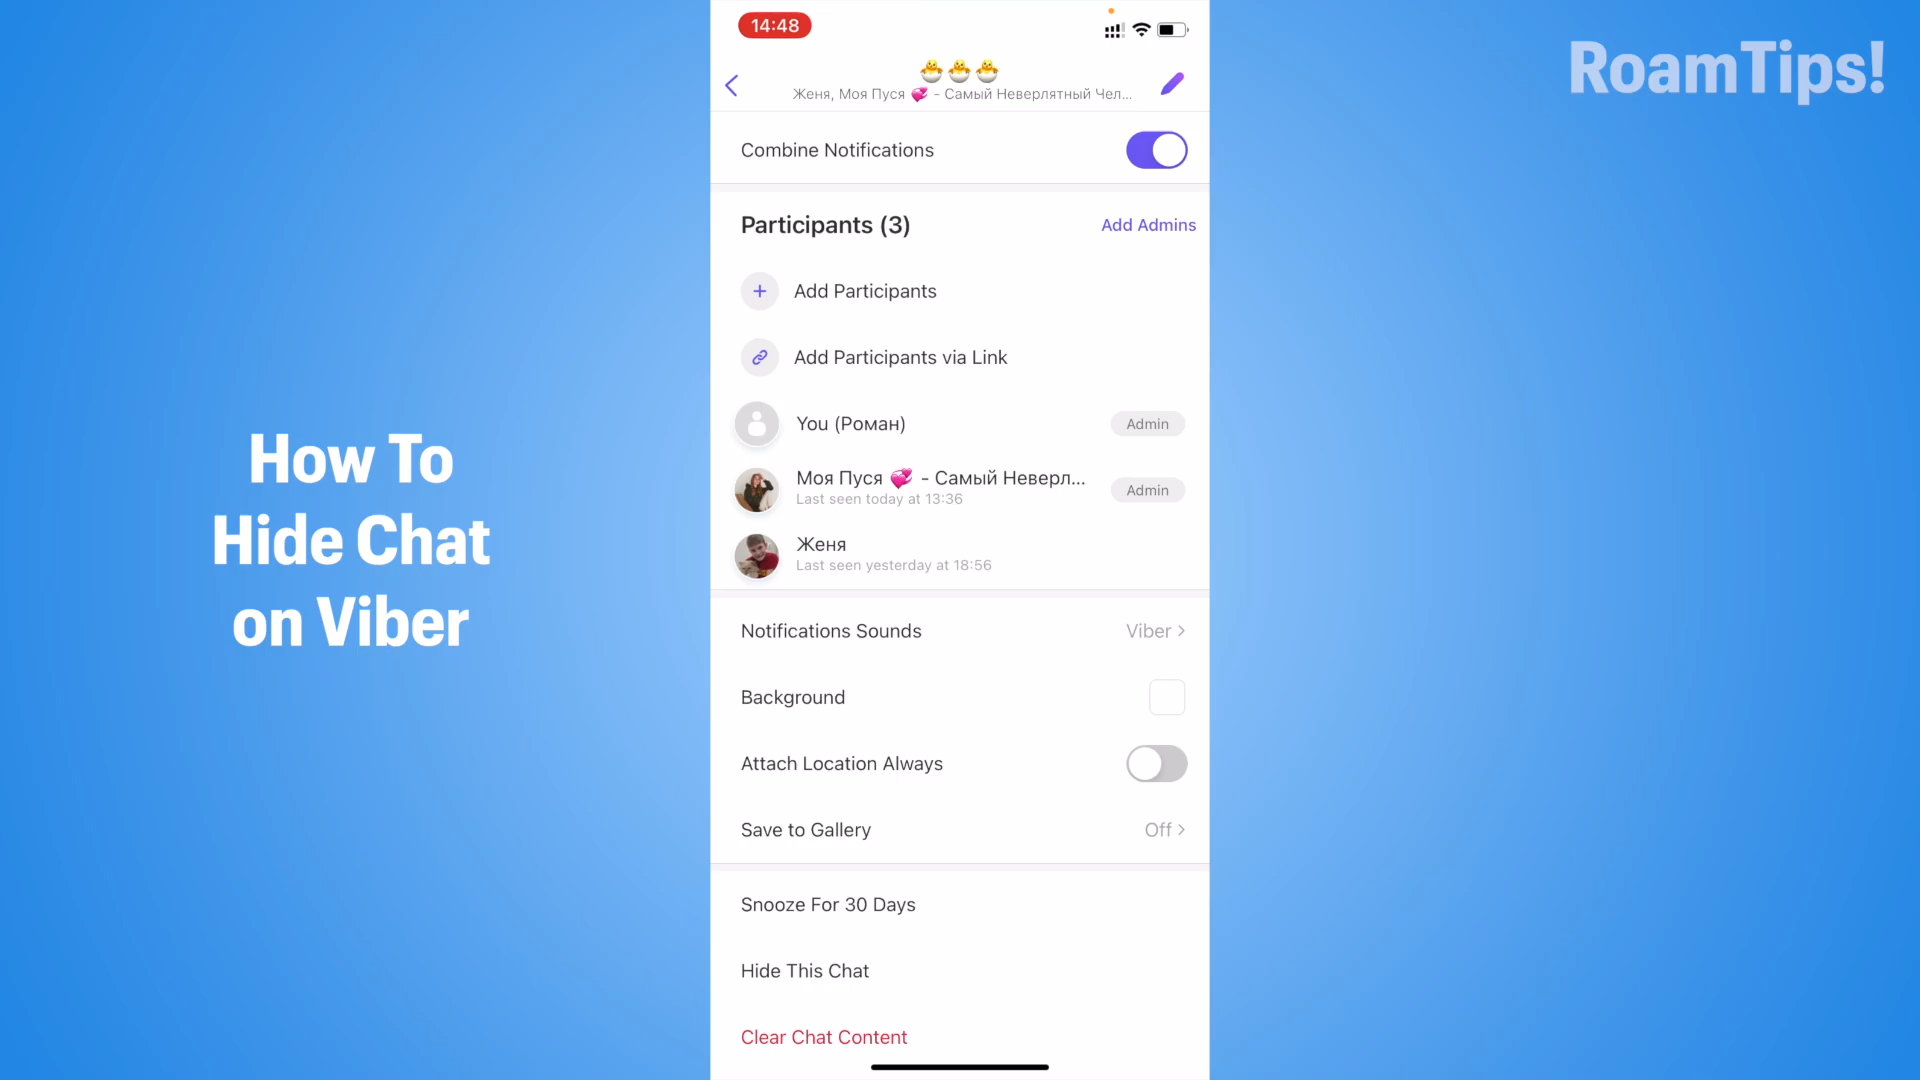 14:48
RoamTips!
🐣🐣🐣
Женя, Моя Пуся 💞 - Самый Неверлятный Чел...
Combine Notifications
Participants (3)
Add Admins
Add Participants
Add Participants via Link
You (Роман)
Admin
Моя Пуся 💞 - Самый Неверл...
Last seen today at 13:36
Admin
Женя
Last seen yesterday at 18:56
How To
Hide Chat
on Viber
Notifications Sounds
Viber
Background
Attach Location Always
Save to Gallery
Off
Snooze For 30 Days
Hide This Chat
Clear Chat Content